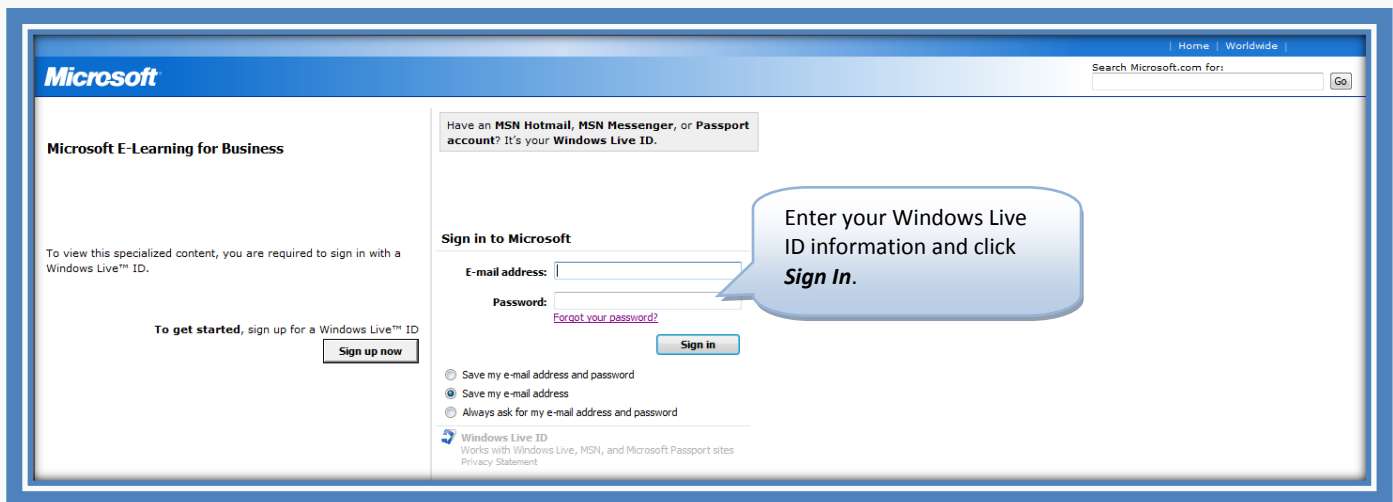 | Home | Worldwide |
Microsoft
Search Microsoft.com for:
Go
Microsoft E-Learning for Business
To view this specialized content, you are required to sign in with a
Windows Live™ ID.
To get started, sign up for a Windows Live™ ID
Sign up now
Have an MSN Hotmail, MSN Messenger, or Passport
account? It's your Windows Live ID.
Sign in to Microsoft
E-mail address:
Password:
Forgot your password?
Sign in
Save my e-mail address and password
Save my e-mail address
Always ask for my e-mail address and password
Windows Live ID
Works with Windows Live, MSN, and Microsoft Passport sites
Privacy Statement
Enter your Windows Live
ID information and click
Sign In.